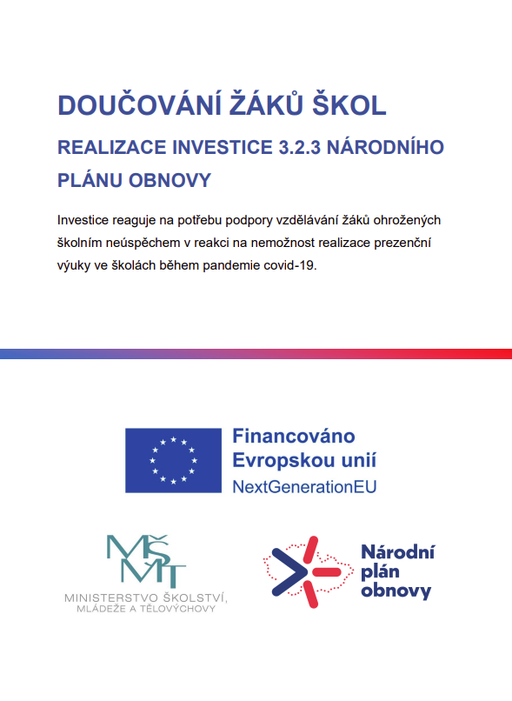 DOUČOVÁNÍ ŽÁKŮ ŠKOL
REALIZACE INVESTICE 3.2.3 NÁRODNÍHO
PLÁNU OBNOVY
Investice reaguje na potřebu podpory vzdělávání žáků ohrožených
školním neúspěchem v reakci na nemožnost realizace prezenční
výuky ve školách během pandemie covid-19.
Financováno
Evropskou unií
NextGenerationEU
MŠMT
MINISTERSTVO ŠKOLSTVÍ,
MLÁDEŽE A TĚLOVÝCHOVY
Národní
plán
obnovy